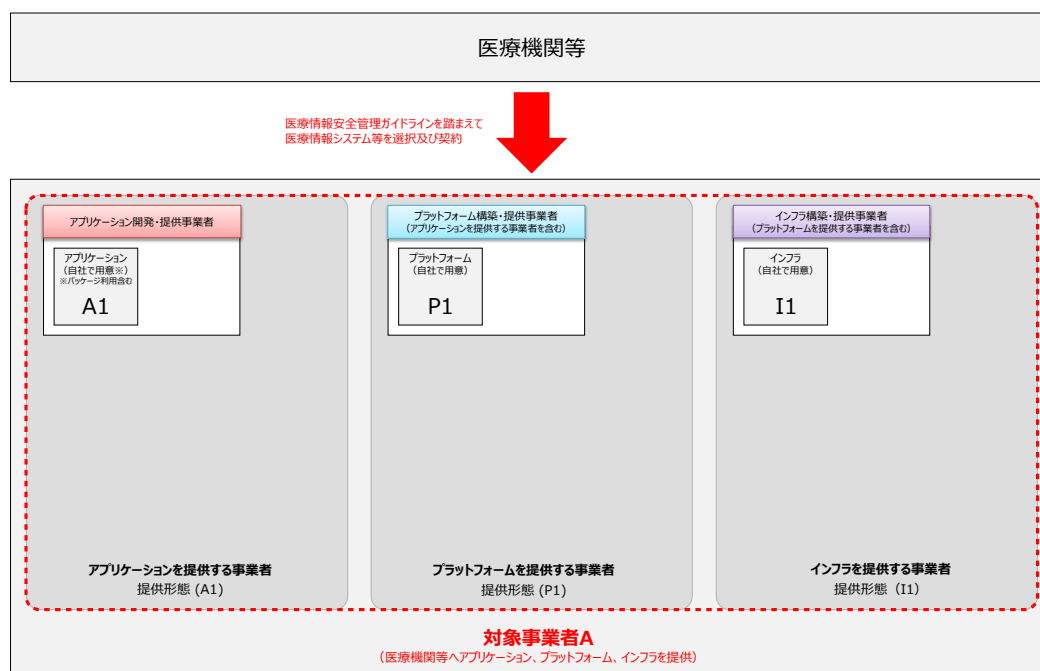 医療機関等
医療情報安全管理ガイドラインを踏まえて
医療情報システム等を選択及び契約
アプリケーション開発・提供事業者
アプリケーション
(自社で用意※)
※パッケージ利用含む
A1
アプリケーションを提供する事業者
提供形態 (A1)
プラットフォーム構築・提供事業者
(アプリケーションを提供する事業者を含む)
プラットフォーム
(自社で用意)
P1
プラットフォームを提供する事業者
提供形態 (P1)
インフラ構築・提供事業者
(プラットフォームを提供する事業者を含む)
インフラ
(自社で用意)
I1
インフラを提供する事業者
提供形態 (I1)
対象事業者A
(医療機関等へアプリケーション、プラットフォーム、インフラを提供)